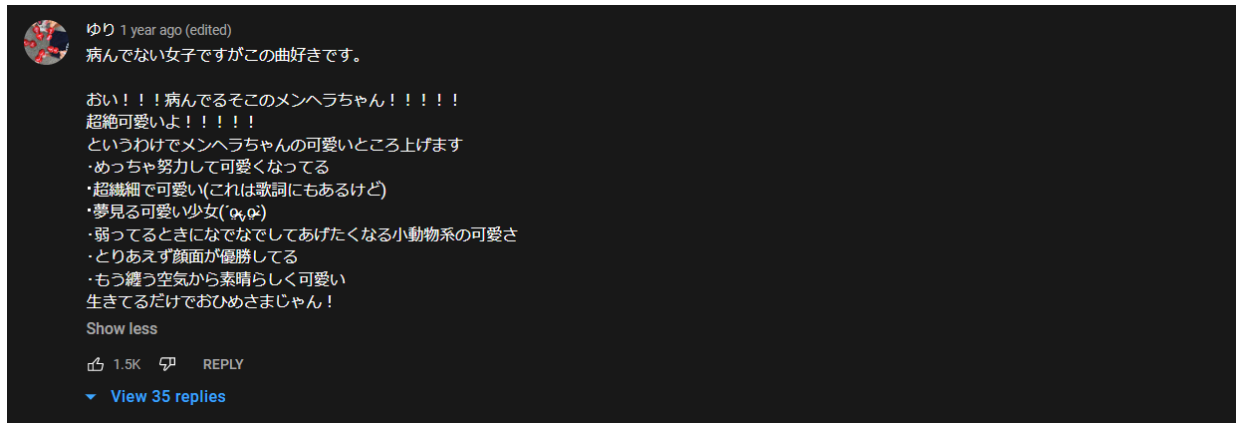 ゆり 1 year ago (edited)
病んでない女子ですがこの曲好きです。
おい！！！病んでるそこのメンヘラちゃん！！！！！
超絶可愛いよ！！！！！
というわけでメンヘラちゃんの可愛いところ上げます
·めっちゃ努力して可愛くなってる
·超繊細で可愛い(これは歌詞にもあるけど)
·夢見る可愛い少女
·弱ってるときになでなでしてあげたくなる小動物系の可愛さ
·とりあえず顔面が優勝してる
·もう纏う空気から素晴らしく可愛い
生きてるだけでおひめさまじゃん！
Show less
1.5K REPLY
View 35 replies